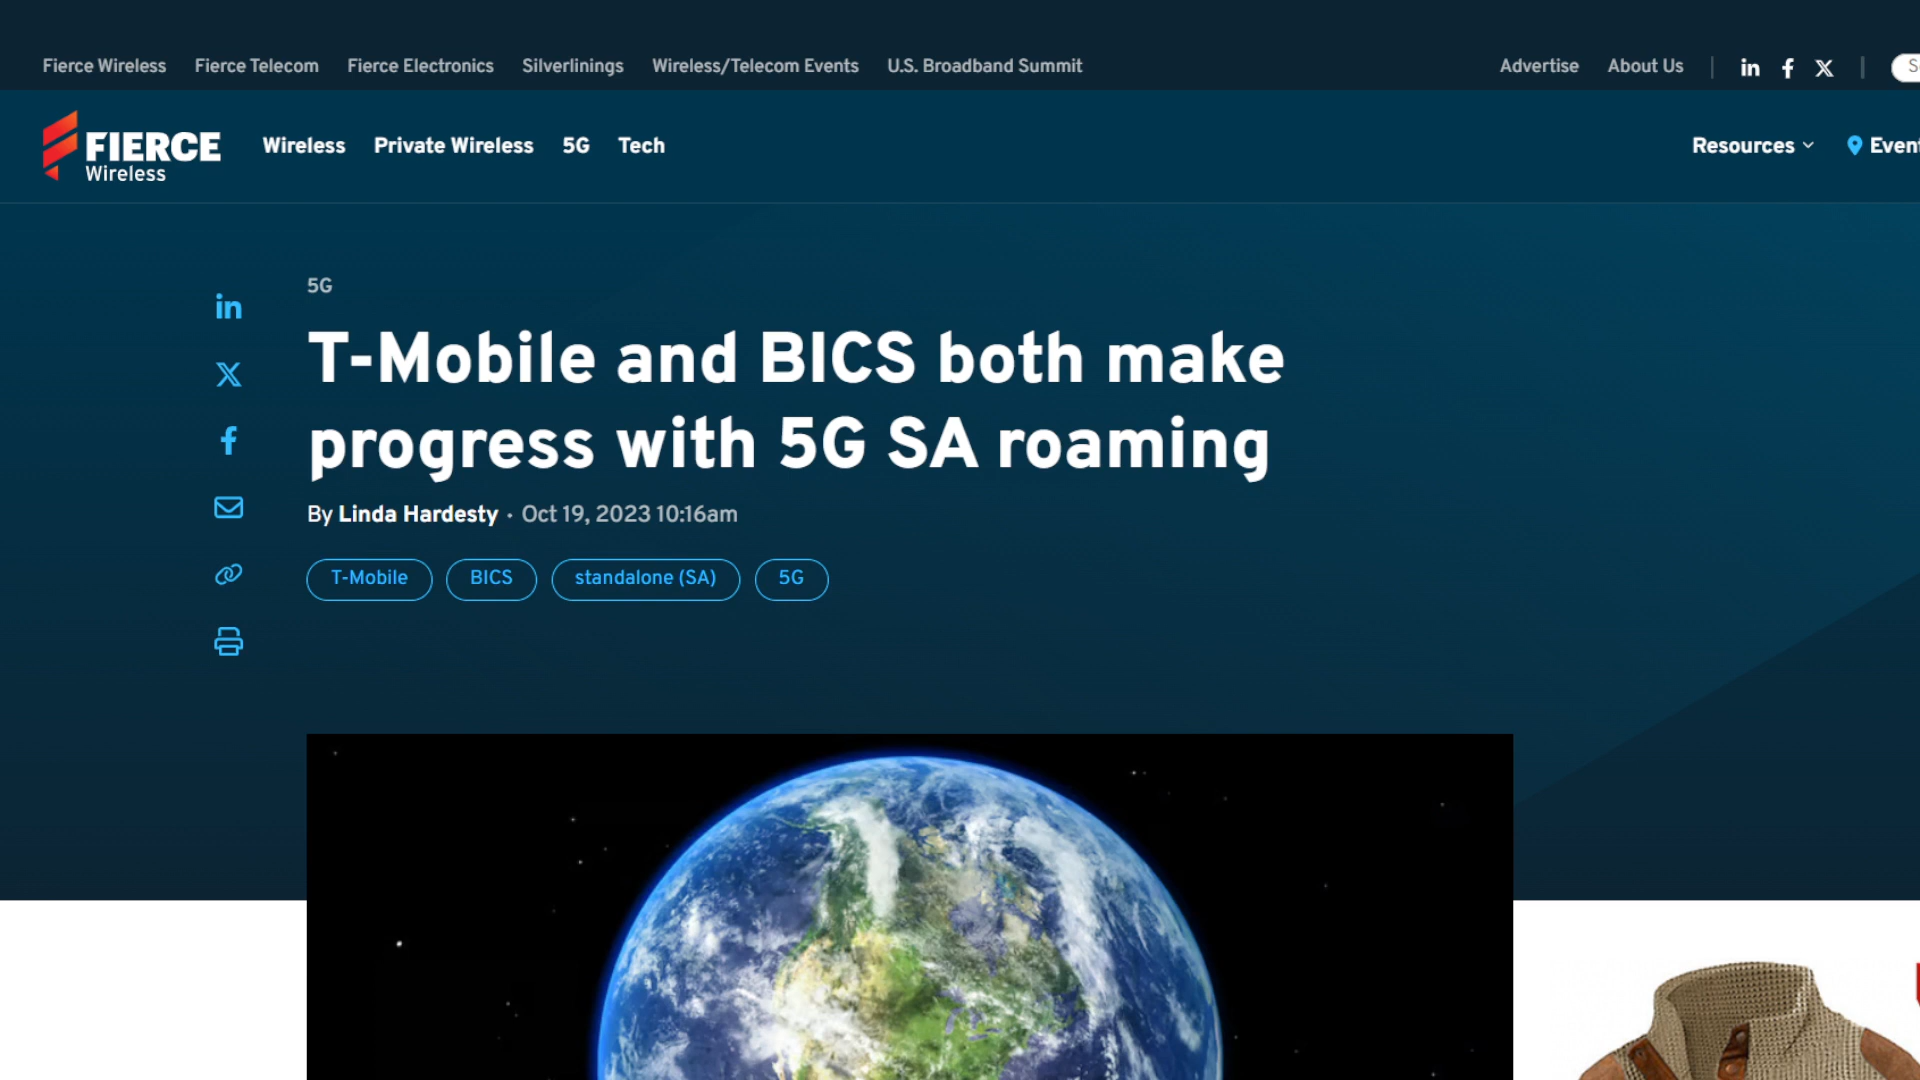 Fierce Wireless Fierce Telecom Fierce Electronics Silverlinings Wireless/Telecom Events U.S. Broadband Summit Advertise About Us
FIERCE
Wireless
Wireless Private Wireless 5G Tech Resources
5G
T-Mobile and BICS both make
progress with 5G SA roaming
By Linda Hardesty · Oct 19, 2023 10:16am
T-Mobile BICS standalone (SA) 5G